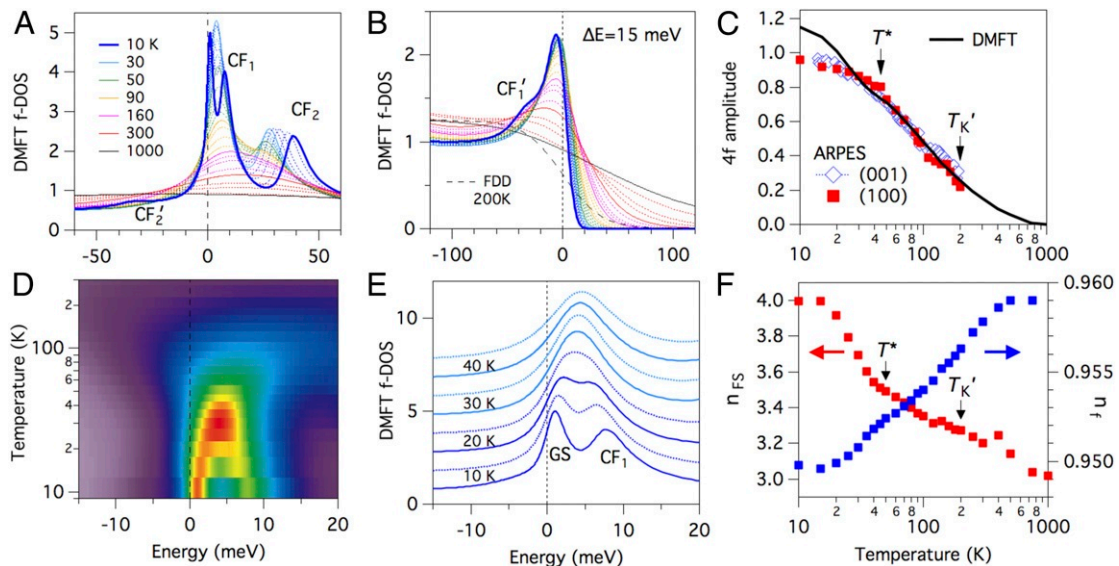 A
DMFT f-DOS
5
4
3
2
1
0
10 K
30
50
90
160
300
1000
CF1
CF2
CF2′
-50
0
50
B
DMFT f-DOS
3
2
1
0
ΔE=15 meV
CF1′
FDD
200K
-100
0
100
C
4f amplitude
1.2
1.0
0.8
0.6
0.4
0.2
0.0
T*
DMFT
TK′
ARPES
(001)
(100)
10
2
4
6
8
100
2
4
6
8
1000
D
Temperature (K)
2
100
8
6
4
2
10
-10
0
10
20
Energy (meV)
E
DMFT f-DOS
10
5
0
40 K
30 K
20 K
10 K
GS
CF1
-10
0
10
20
Energy (meV)
F
nFS
4.0
3.8
3.6
3.4
3.2
3.0
T*
TK′
0.960
0.955
0.950
nf
10
2
4
6
8
100
2
4
6
8
1000
Temperature (K)